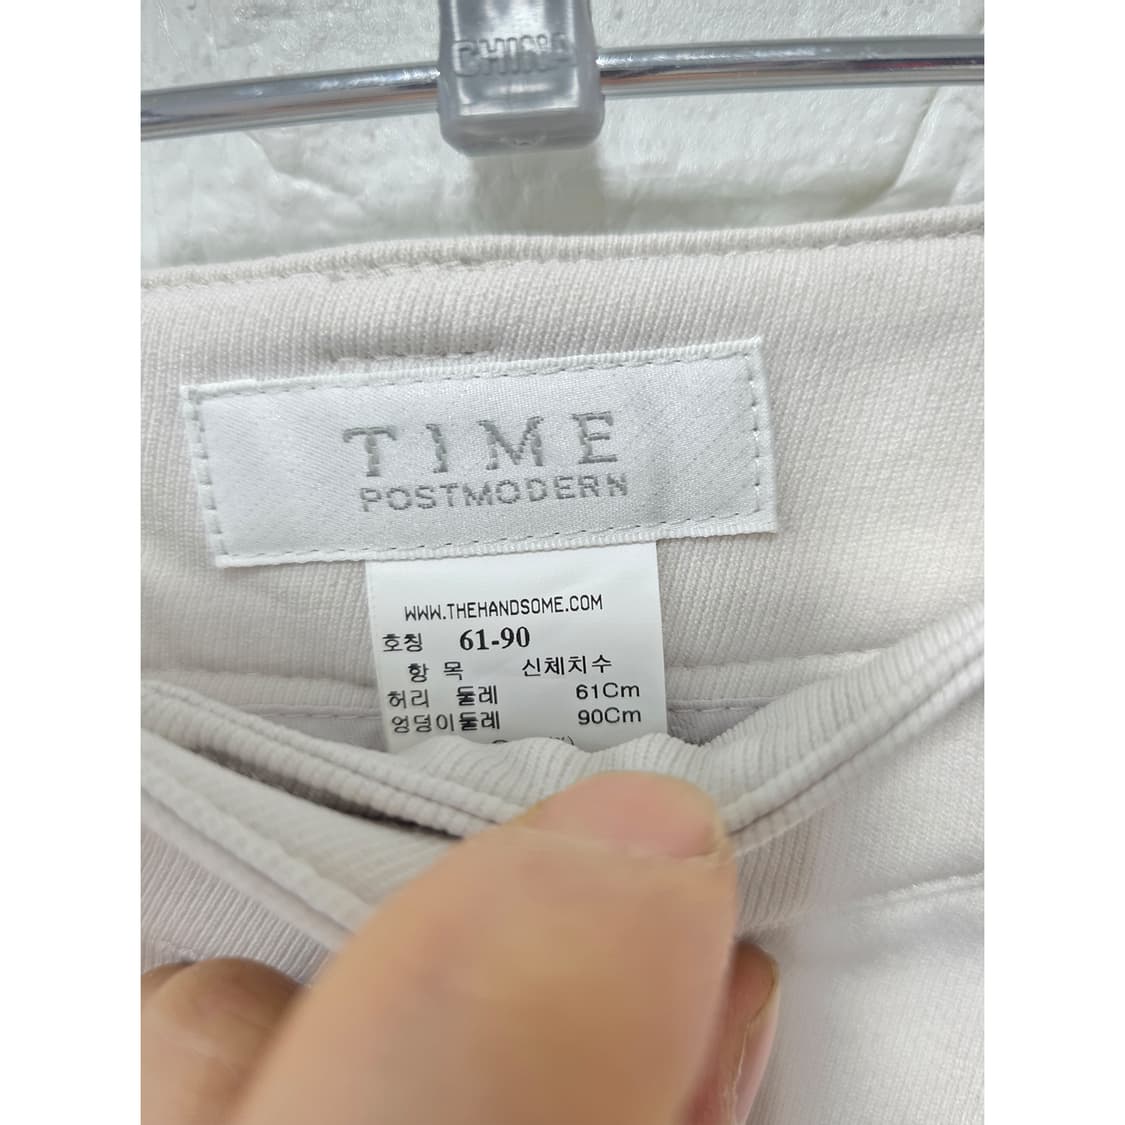 CHINA
TIME
POSTMODERN
WWW.THEHANDSOME.COM
호칭 61-90
항 목 신체치수
허리 둘레 61Cm
엉덩이둘레 90Cm